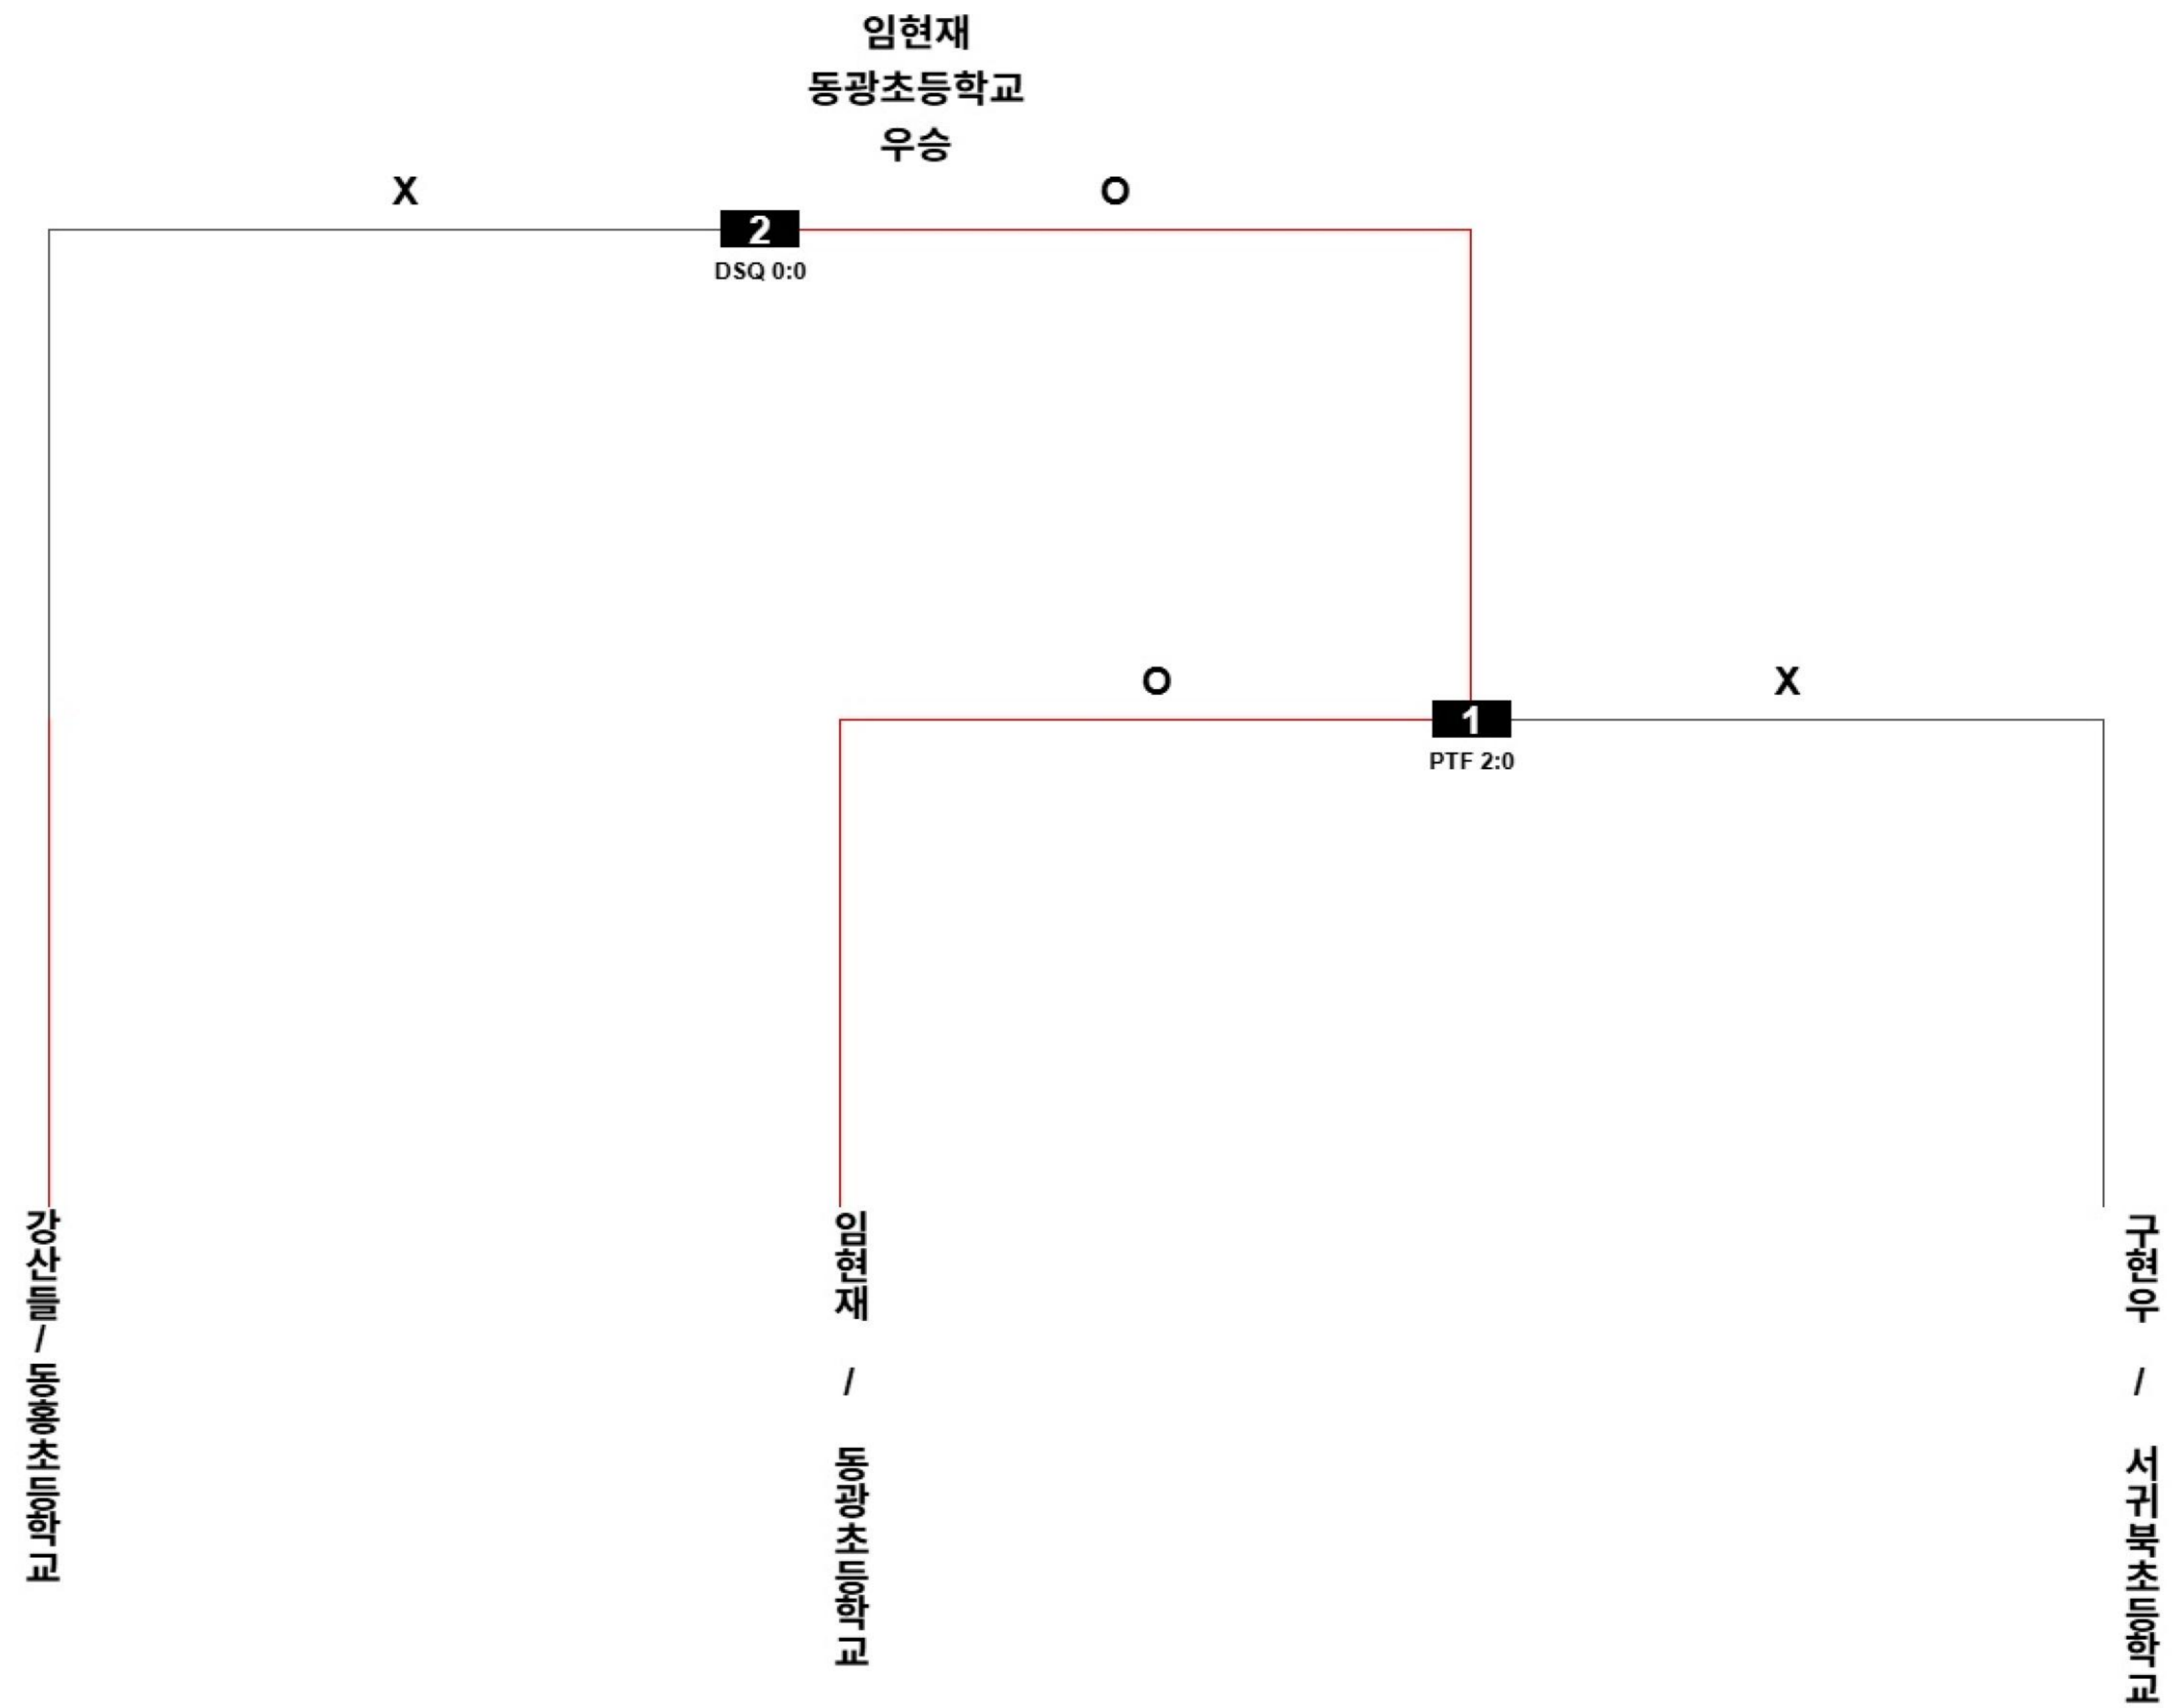 임현재
동광초등학교
우승
X
O
2
DSQ 0:0
O
X
1
PTF 2:0
강산들/동홍초등학교
임현재 / 동광초등학교
구현우 / 서귀북초등학교